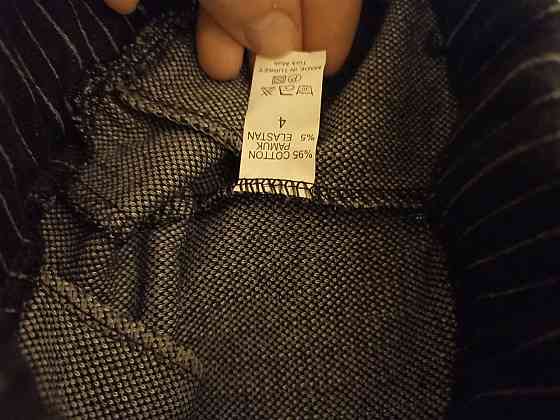 %95 COTTON
PAMUK
%5 ELASTAN
4
MADE IN TURKEY
Türk Malı